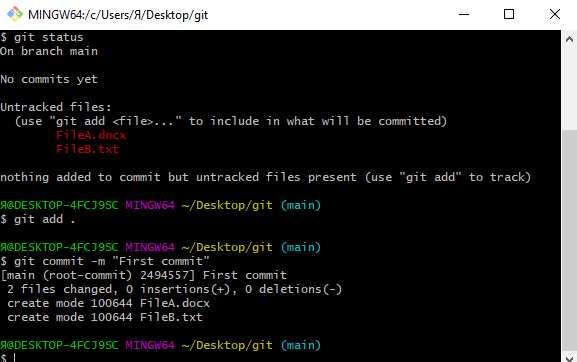 MINGW64:/c/Users/Я/Desktop/git
$ git status
On branch main
No commits yet
Untracked files:
(use "git add <file>..." to include in what will be committed)
FileA.docx
FileB.txt
nothing added to commit but untracked files present (use "git add" to track)
Я@DESKTOP-4FCJ9SC MINGW64 ~/Desktop/git (main)
$ git add .
Я@DESKTOP-4FCJ9SC MINGW64 ~/Desktop/git (main)
$ git commit -m "First commit"
[main (root-commit) 2494557] First commit
2 files changed, 0 insertions(+), 0 deletions(-)
create mode 100644 FileA.docx
create mode 100644 FileB.txt
Я@DESKTOP-4FCJ9SC MINGW64 ~/Desktop/git (main)
$